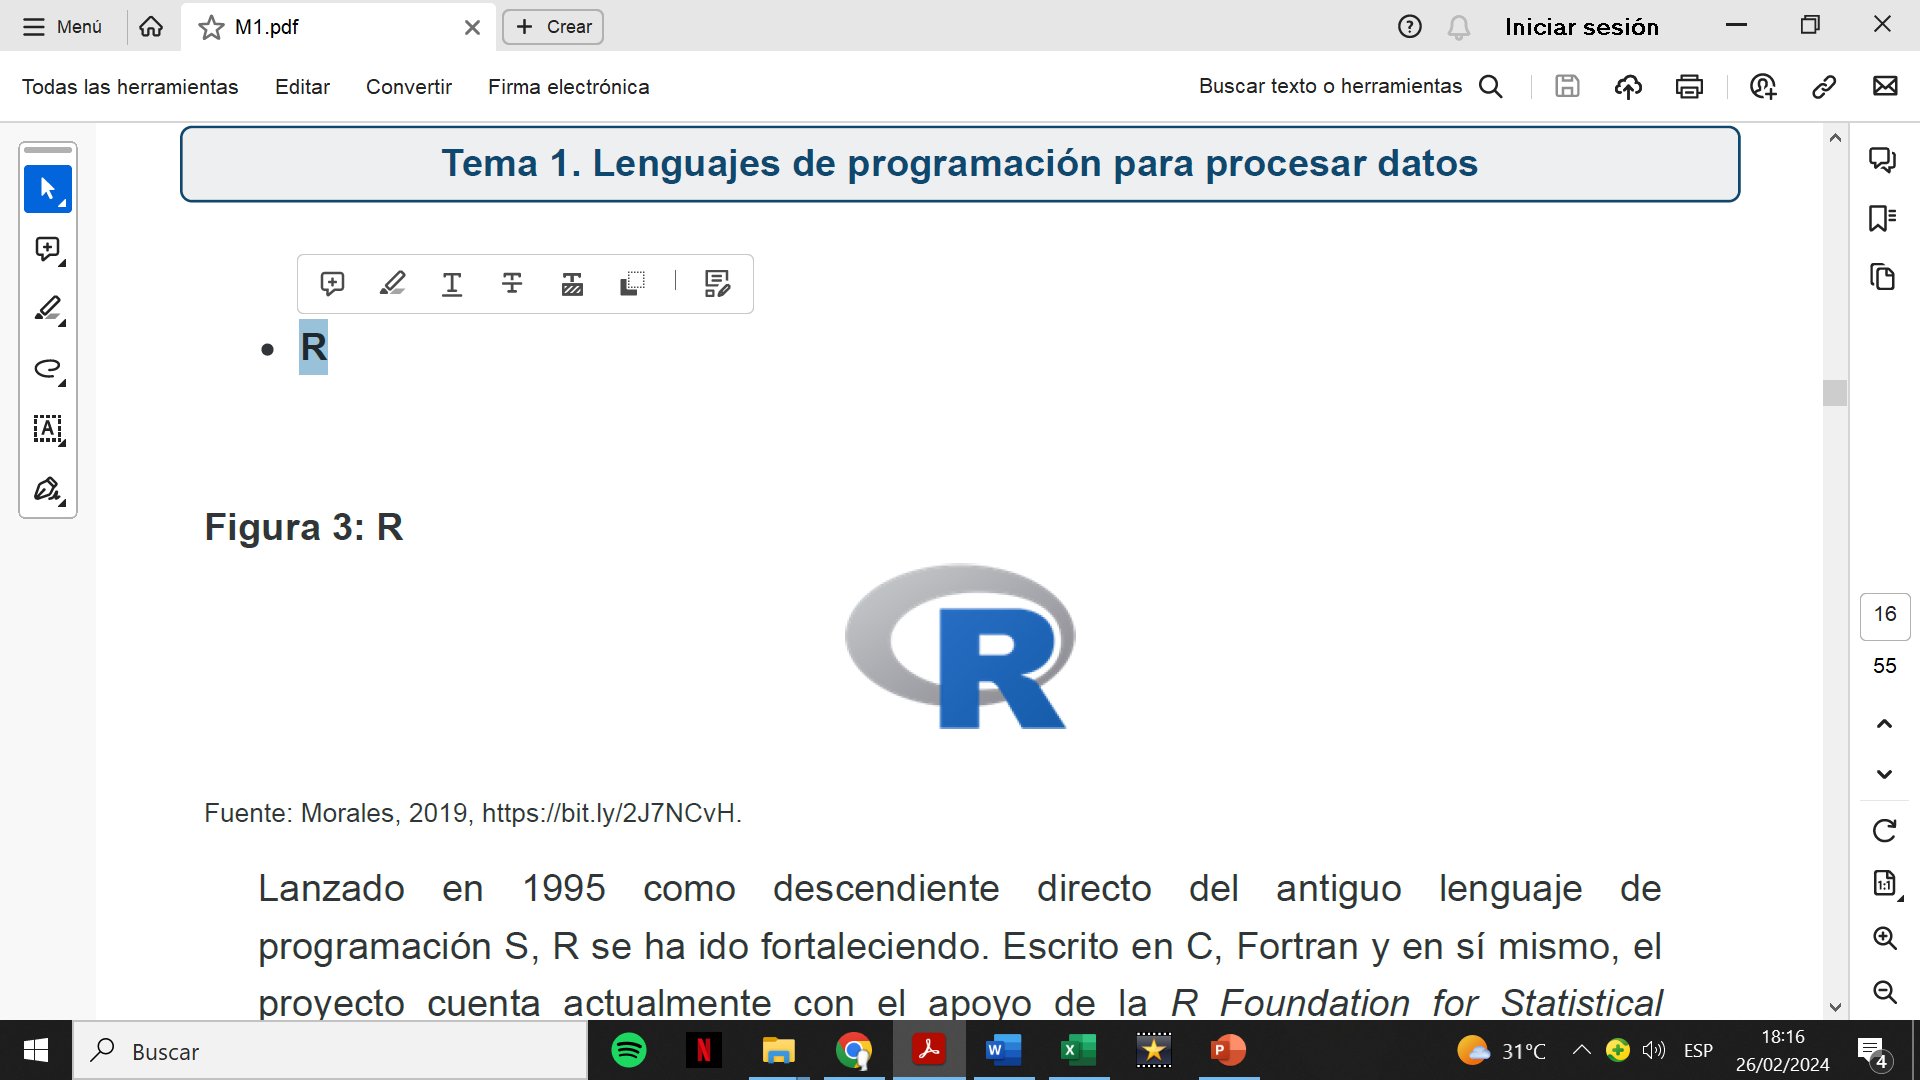 Menú
M1.pdf
Crear
Iniciar sesión
Todas las herramientas
Editar
Convertir
Firma electrónica
Buscar texto o herramientas
Tema 1. Lenguajes de programación para procesar datos
• R
Figura 3: R
R
Fuente: Morales, 2019, https://bit.ly/2J7NCvH.
Lanzado en 1995 como descendiente directo del antiguo lenguaje de
programación S, R se ha ido fortaleciendo. Escrito en C, Fortran y en sí mismo, el
proyecto cuenta actualmente con el apoyo de la R Foundation for Statistical
16
55
1:1
Buscar
N
W
X
P
31°C
ESP
18:16
26/02/2024
4